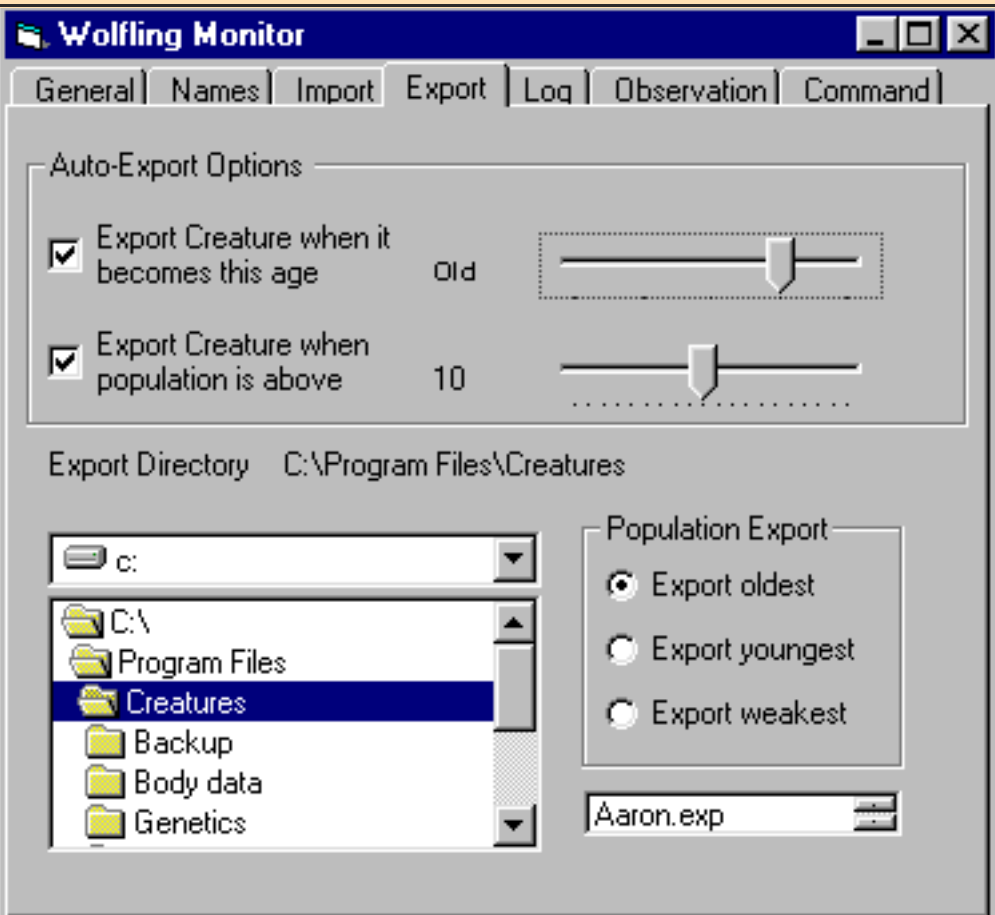 Wolfling Monitor
General Names Import Export Log Observation Command
Auto-Export Options
Export Creature when it
becomes this age Old
Export Creature when
population is above 10
Export Directory C:\Program Files\Creatures
c:
C:\
Program Files
Creatures
Backup
Body data
Genetics
Population Export
Export oldest
Export youngest
Export weakest
Aaron.exp